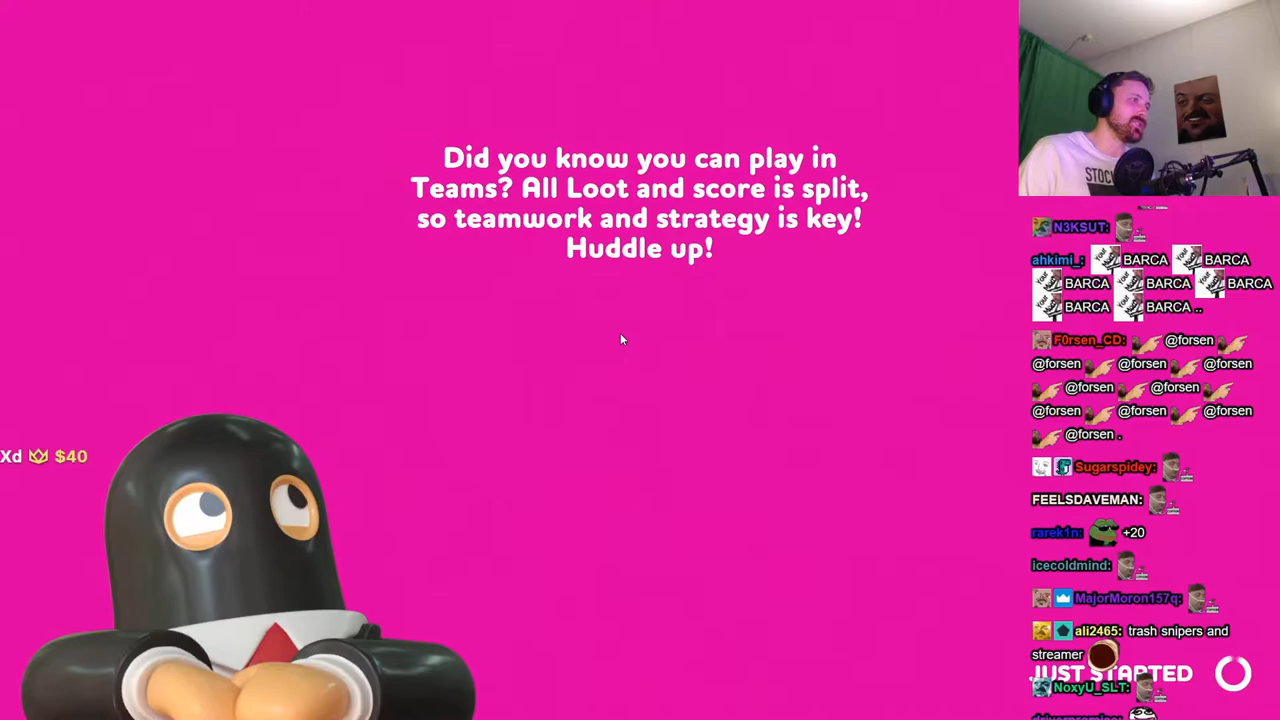 Did you know you can play in
Teams? All Loot and score is split,
so teamwork and strategy is key!
Huddle up!
Xd $40
STOCK
N3KSUT:
ahkimi_: BARCA BARCA
BARCA BARCA BARCA
BARCA BARCA ..
F0rsen_CD: @forsen
@forsen @forsen @forsen
@forsen @forsen
@forsen @forsen @forsen
@forsen .
Sugarspidey:
FEELSDAVEMAN:
rarek1n: +20
icecoldmind:
MajorMoron157q:
ali2465: trash snipers and
streamer
JUST STARTED
NoxyU_SLT: